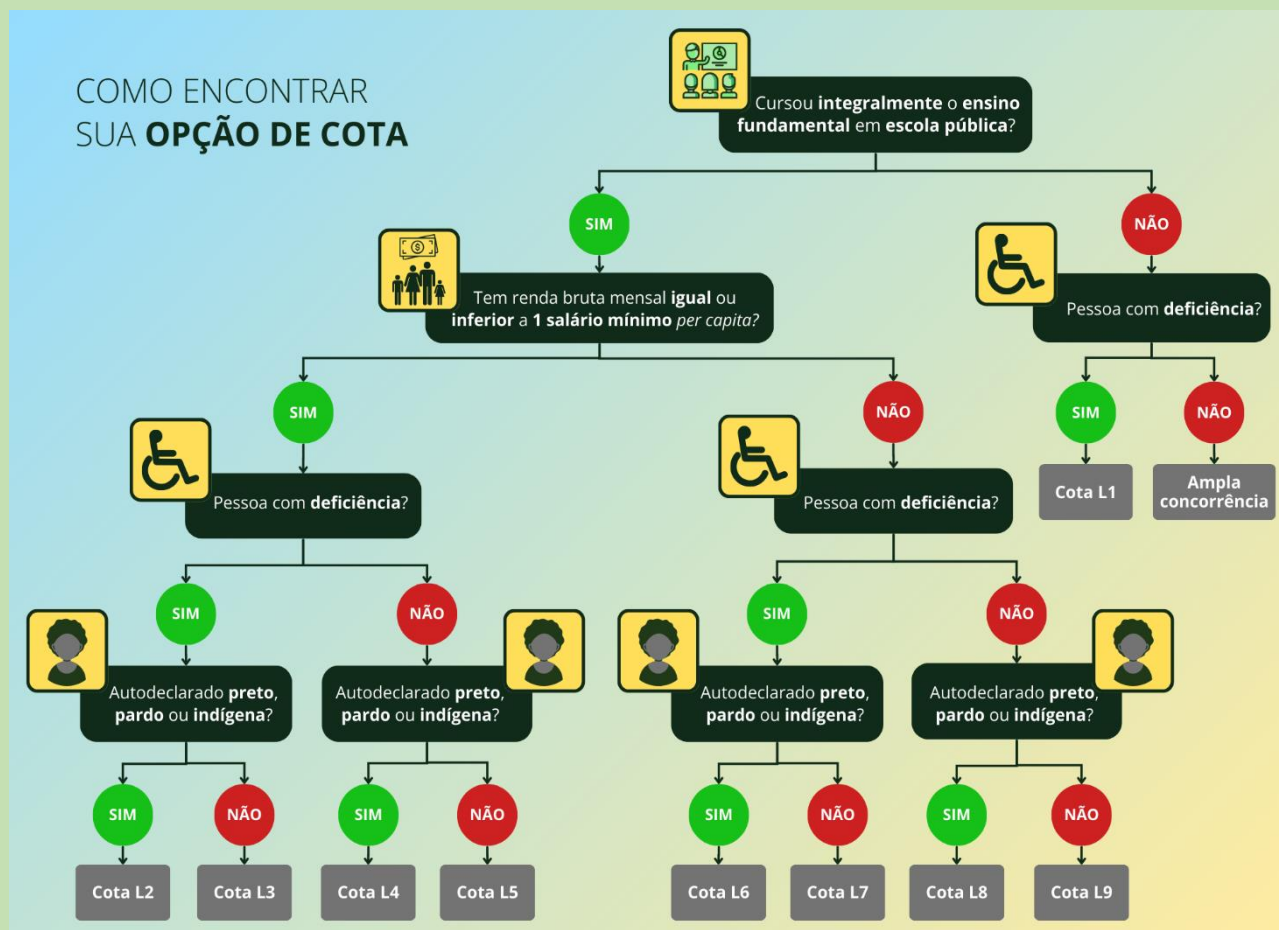 COMO ENCONTRAR
SUA OPÇÃO DE COTA
Cursou integralmente o ensino
fundamental em escola pública?
SIM
NÃO
Tem renda bruta mensal igual ou
inferior a 1 salário mínimo per capita?
Pessoa com deficiência?
SIM
NÃO
SIM
NÃO
Cota L1
Ampla
concorrência
Pessoa com deficiência?
Pessoa com deficiência?
SIM
NÃO
SIM
NÃO
Autodeclarado preto,
pardo ou indígena?
Autodeclarado preto,
pardo ou indígena?
Autodeclarado preto,
pardo ou indígena?
Autodeclarado preto,
pardo ou indígena?
SIM
NÃO
SIM
NÃO
SIM
NÃO
SIM
NÃO
Cota L2
Cota L3
Cota L4
Cota L5
Cota L6
Cota L7
Cota L8
Cota L9